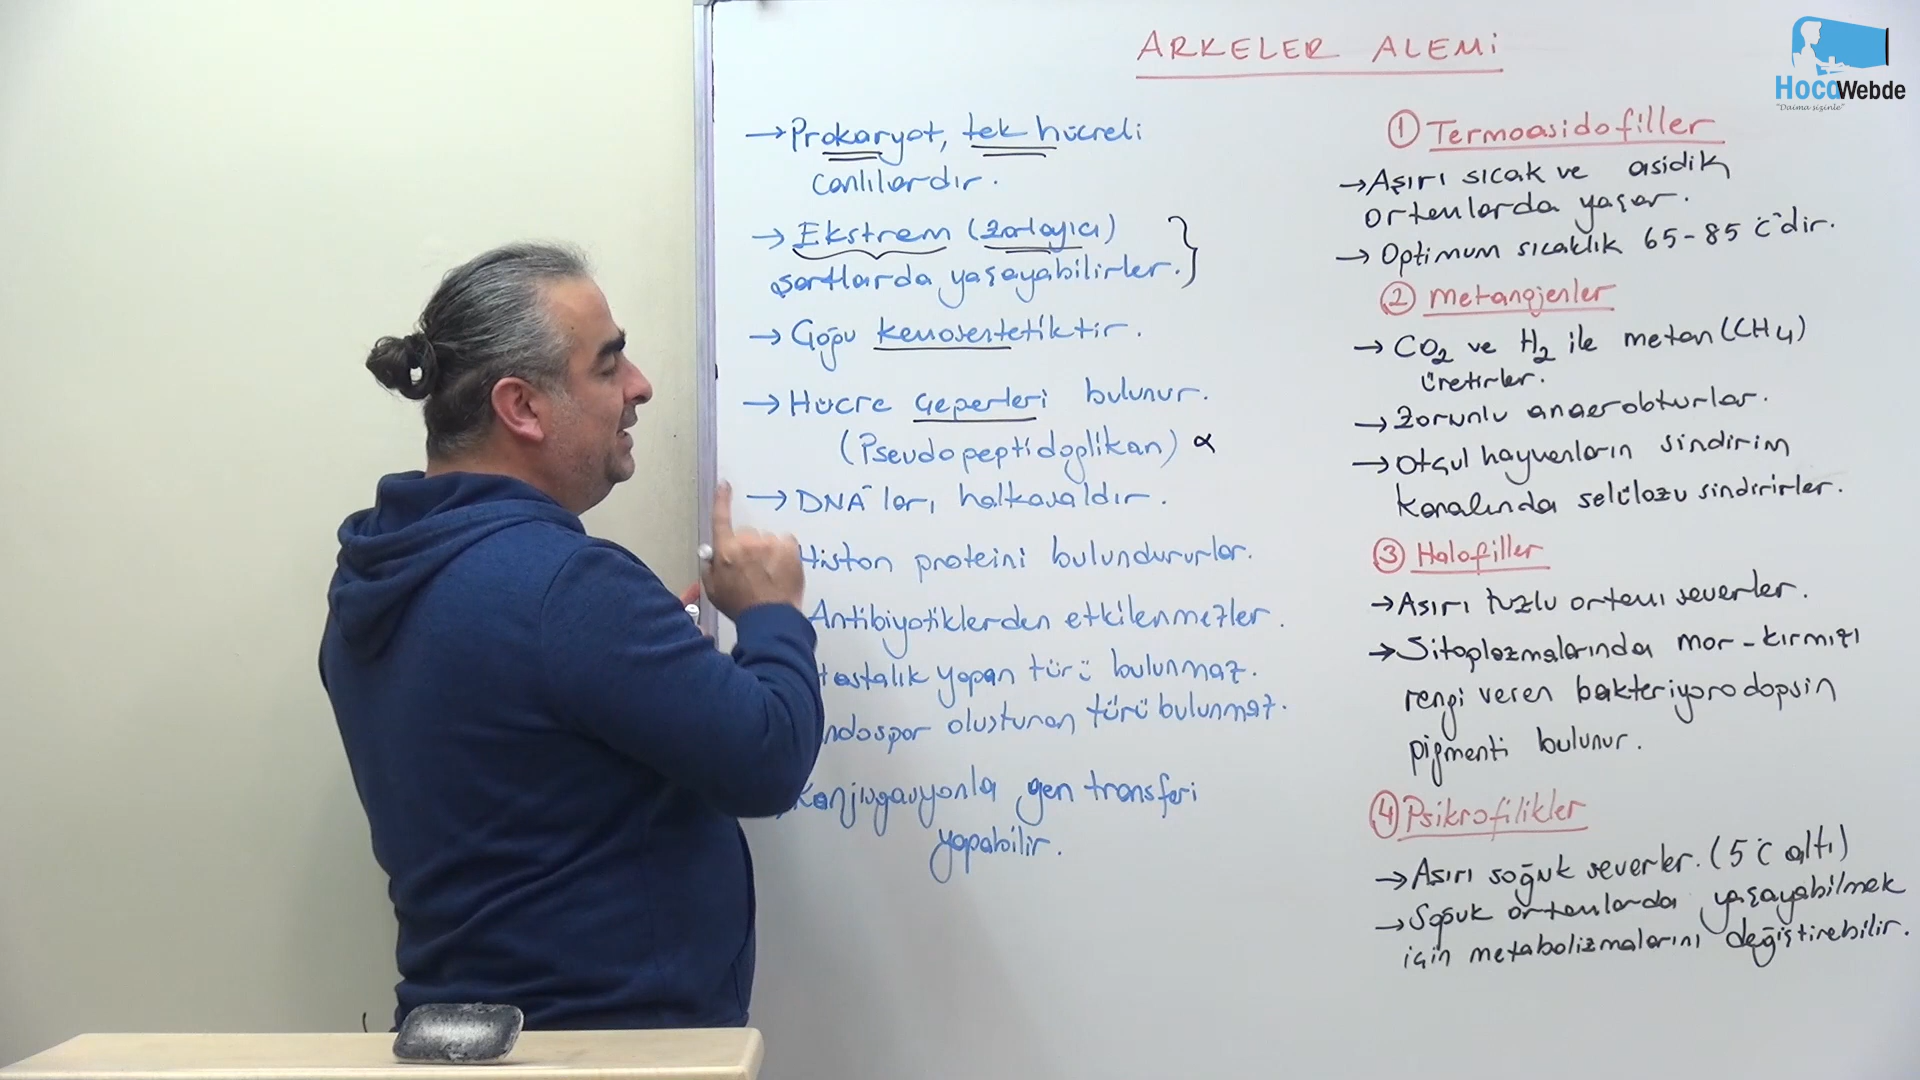 ARKELER ALEMİ
HocaWebde
"Daima sizinle"
→ Prokaryot, tek hücreli
canlılardır.
→ Ekstrem (zorlayıcı)
şartlarda yaşayabilirler.
→ Çoğu kemosentetiktir.
→ Hücre çeperleri bulunur.
(Pseudopeptidoglikan) α
→ DNA'ları halkasaldır.
Histon proteini bulundururlar.
Antibiyotiklerden etkilenmezler.
Hastalık yapan türü bulunmaz.
ndospor oluşturan türü bulunmaz.
Konjugasyonla gen transferi
yapabilir.
① Termoasidofiller
→ Aşırı sıcak ve asidik
ortamlarda yaşar.
→ Optimum sıcaklık 65-85 C°dir.
② Metanojenler
→ CO2 ve H2 ile metan (CH4)
üretirler.
→ Zorunlu anaerobturlar.
→ Otçul hayvanların sindirim
kanalında selülozu sindirirler.
③ Halofiller
→ Aşırı tuzlu ortamı severler.
→ Sitoplazmalarında mor-kırmızı
rengi veren bakteriyorodopsin
pigmenti bulunur.
④ Psikrofilikler
→ Aşırı soğuk severler. (5°C altı)
→ Soğuk ortamlarda yaşayabilmek
için metabolizmalarını değiştirebilir.